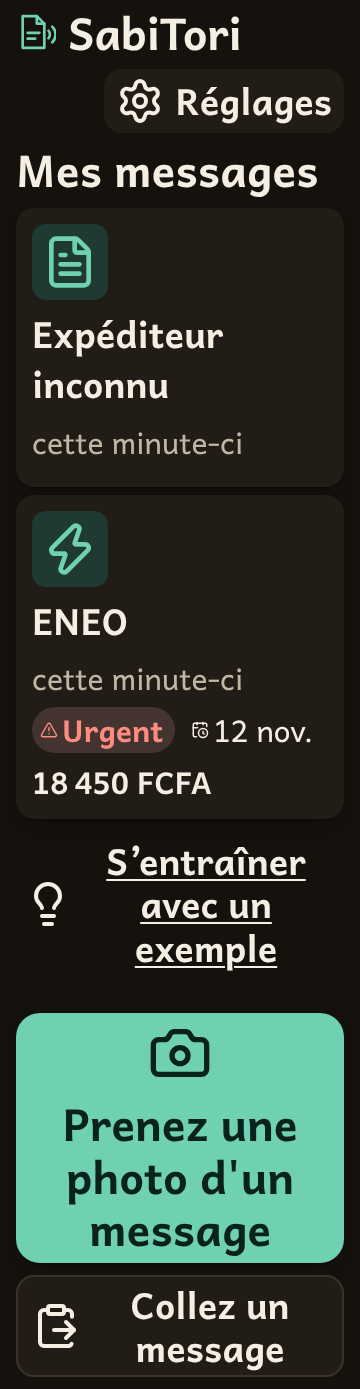 SabiTori
Réglages
Mes messages
Expéditeur
inconnu
cette minute-ci
ENEO
cette minute-ci
Urgent 12 nov.
18 450 FCFA
S’entraîner
avec un
exemple
Prenez une
photo d'un
message
Collez un
message